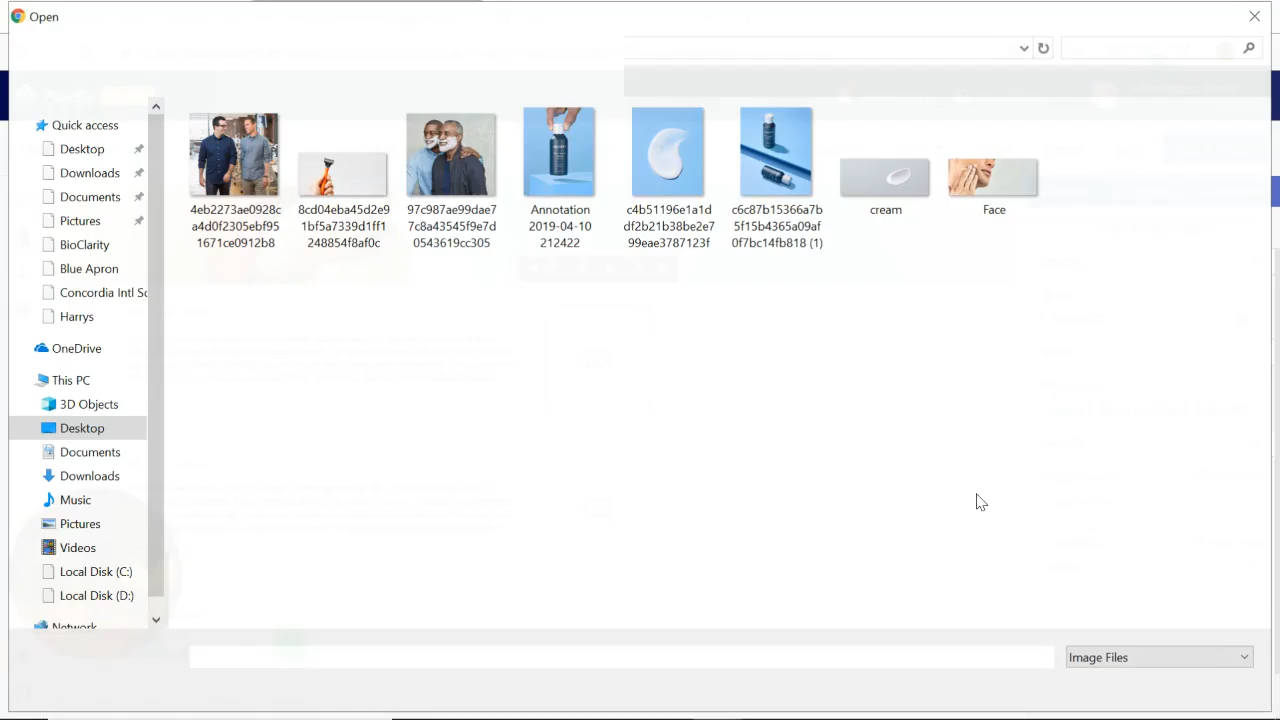 Open
Quick access
Desktop
Downloads
Documents
Pictures
BioClarity
Blue Apron
Concordia Intl Sc
Harrys
OneDrive
This PC
3D Objects
Desktop
Documents
Downloads
Music
Pictures
Videos
Local Disk (C:)
Local Disk (D:)
Network
4eb2273ae0928c
a4d0f2305ebf95
1671ce0912b8
8cd04eba45d2e9
1bf5a7339d1ff1
248854f8af0c
97c987ae99dae7
7c8a43545f9e7d
0543619cc305
Annotation
2019-04-10
212422
c4b51196e1a1d
df2b21b38be2e7
99eae3787123f
c6c87b15366a7b
5f15b4365a09af
0f7bc14fb818 (1)
cream
Face
Image Files